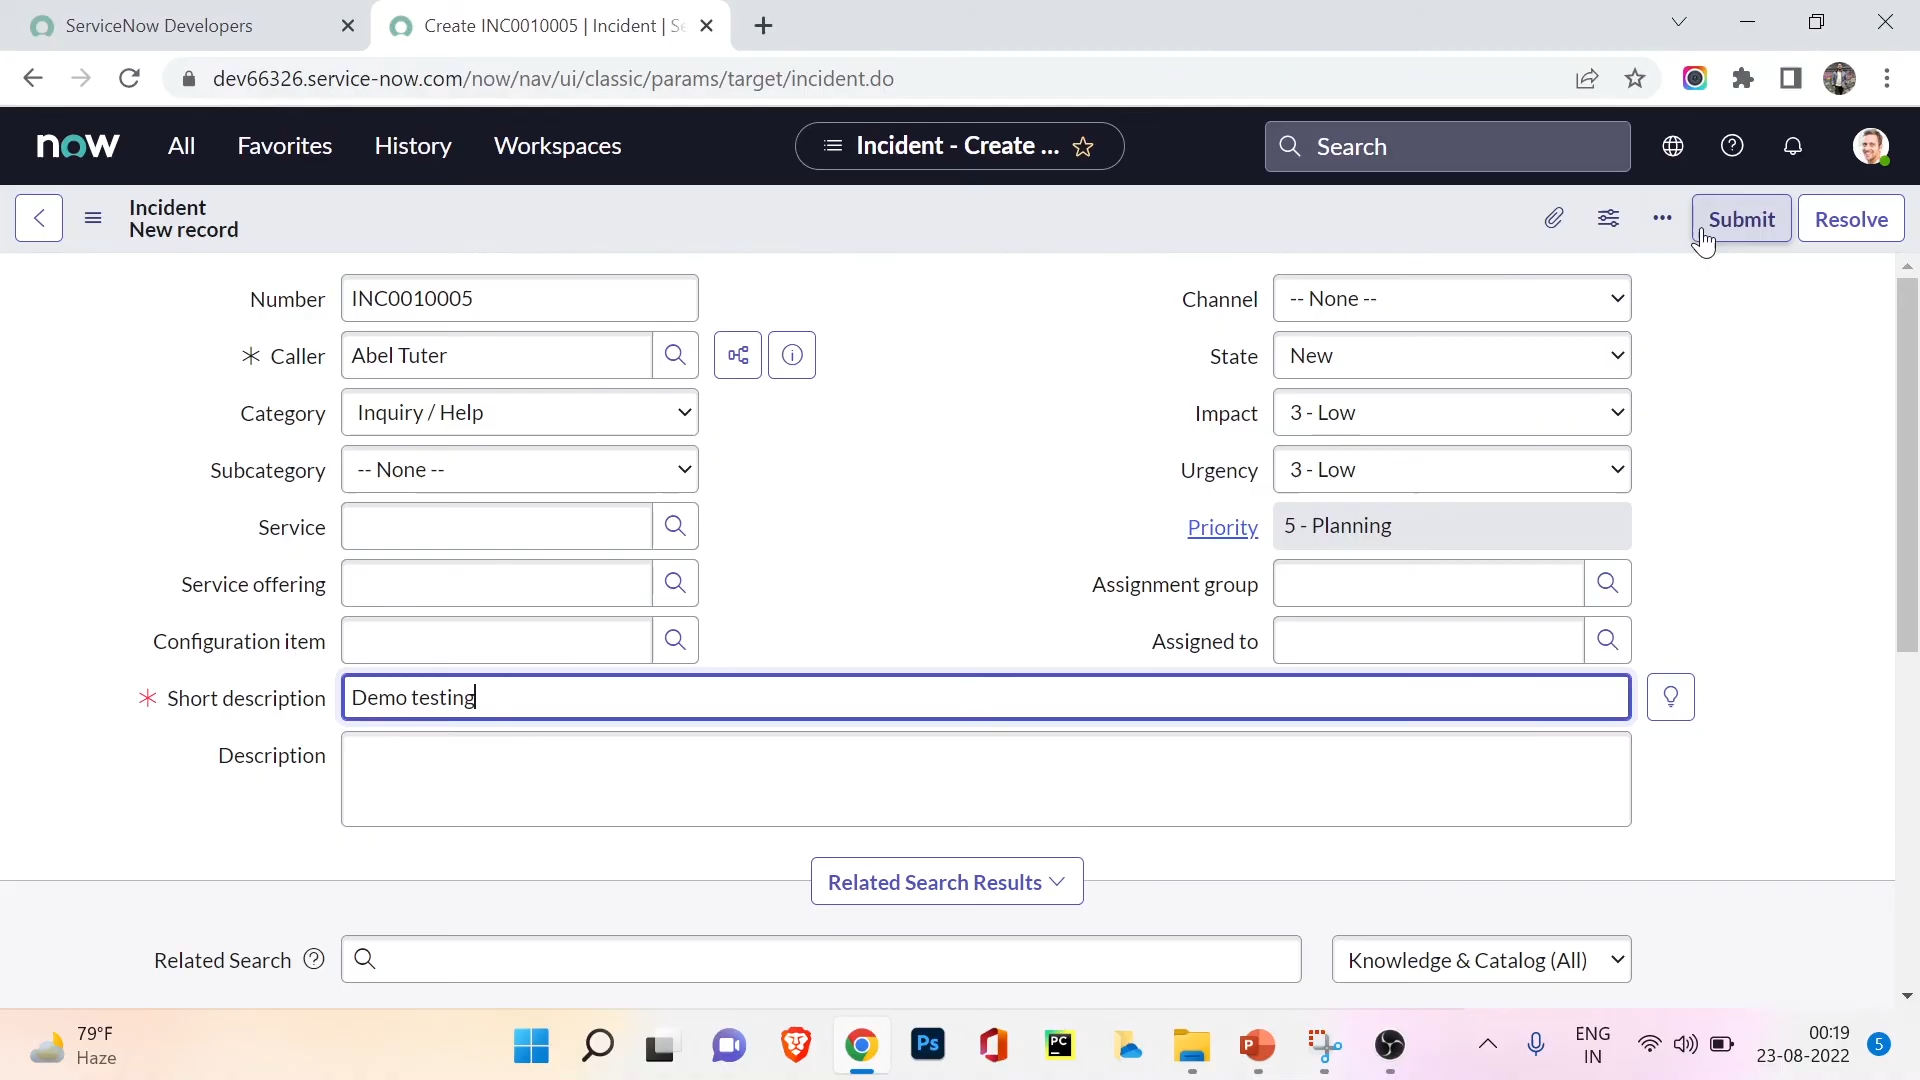 ServiceNow Developers
Create INC0010005 | Incident | Se
dev66326.service-now.com/now/nav/ui/classic/params/target/incident.do
now
All
Favorites
History
Workspaces
Incident - Create ...
Search
Incident
New record
Submit
Resolve
Number
INC0010005
Channel
-- None --
Caller
Abel Tuter
State
New
Category
Inquiry / Help
Impact
3 - Low
Subcategory
-- None --
Urgency
3 - Low
Service
Priority
5 - Planning
Service offering
Assignment group
Configuration item
Assigned to
Short description
Demo testing
Description
Related Search Results
Related Search
Knowledge & Catalog (All)
79°F
Haze
Ps
PC
ENG
IN
00:19
23-08-2022
5